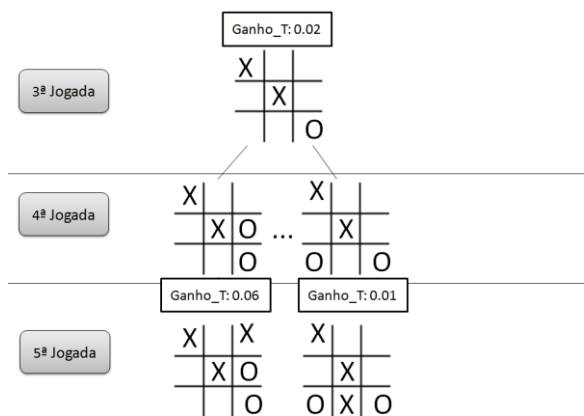 Ganho_T: 0.02
X
3ª Jogada
X
O
X X
4ª Jogada
X O ... X
O O O
Ganho_T: 0.06 Ganho_T: 0.01
X X X
5ª Jogada
X O X
O O X O